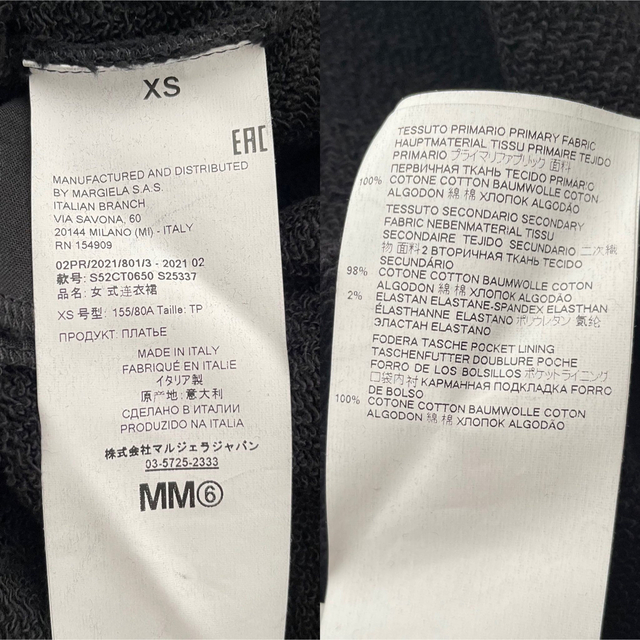 XS
EAC
MANUFACTURED AND DISTRIBUTED
BY MARGIELA S.A.S.
ITALIAN BRANCH
VIA SAVONA, 60
20144 MILANO (MI) - ITALY
RN 154909
02PR/2021/801/3 - 2021 02
款号: S52CT0650 S25337
品名: 女式连衣裙
XS 号型: 155/80A Taille: TP
ПРОДУКТ: ПЛАТЬЕ
MADE IN ITALY
FABRIQUÉ EN ITALIE
イタリア製
原产地: 意大利
СДЕЛАНО В ИТАЛИИ
PRODUZIDO NA ITALIA
株式会社マルジェラジャパン
03-5725-2333
MM⑥
TESSUTO PRIMARIO PRIMARY FABRIC
HAUPTMATERIAL TISSU PRIMAIRE TEJIDO
PRIMARIO プライマリファブリック 面料
ПЕРВИЧНАЯ ТКАНЬ TECIDO PRIMARIO
100% COTONE COTTON BAUMWOLLE COTON
ALGODON 綿 棉 ХЛОПОК ALGODÃO
TESSUTO SECONDARIO SECONDARY
FABRIC NEBENMATERIAL TISSU
SECONDAIRE TEJIDO SECUNDARIO 二次織
物 面料2 ВТОРИЧНАЯ ТКАНЬ TECIDO
SECUNDÁRIO
98% COTONE COTTON BAUMWOLLE COTON
ALGODON 綿 棉 ХЛОПОК ALGODÃO
2% ELASTAN ELASTANE-SPANDEX ELASTHAN
ÉLASTHANNE ELASTANO ポリウレタン 氨纶
ЭЛАСТАН ELASTANO
FODERA TASCHE POCKET LINING
TASCHENFUTTER DOUBLURE POCHE
FORRO DE LOS BOLSILLOS ポケットライニング
口袋内衬 КАРМАННАЯ ПОДКЛАДКА FORRO
DE BOLSO
100% COTONE COTTON BAUMWOLLE COTON
ALGODON 綿 棉 ХЛОПОК ALGODÃO